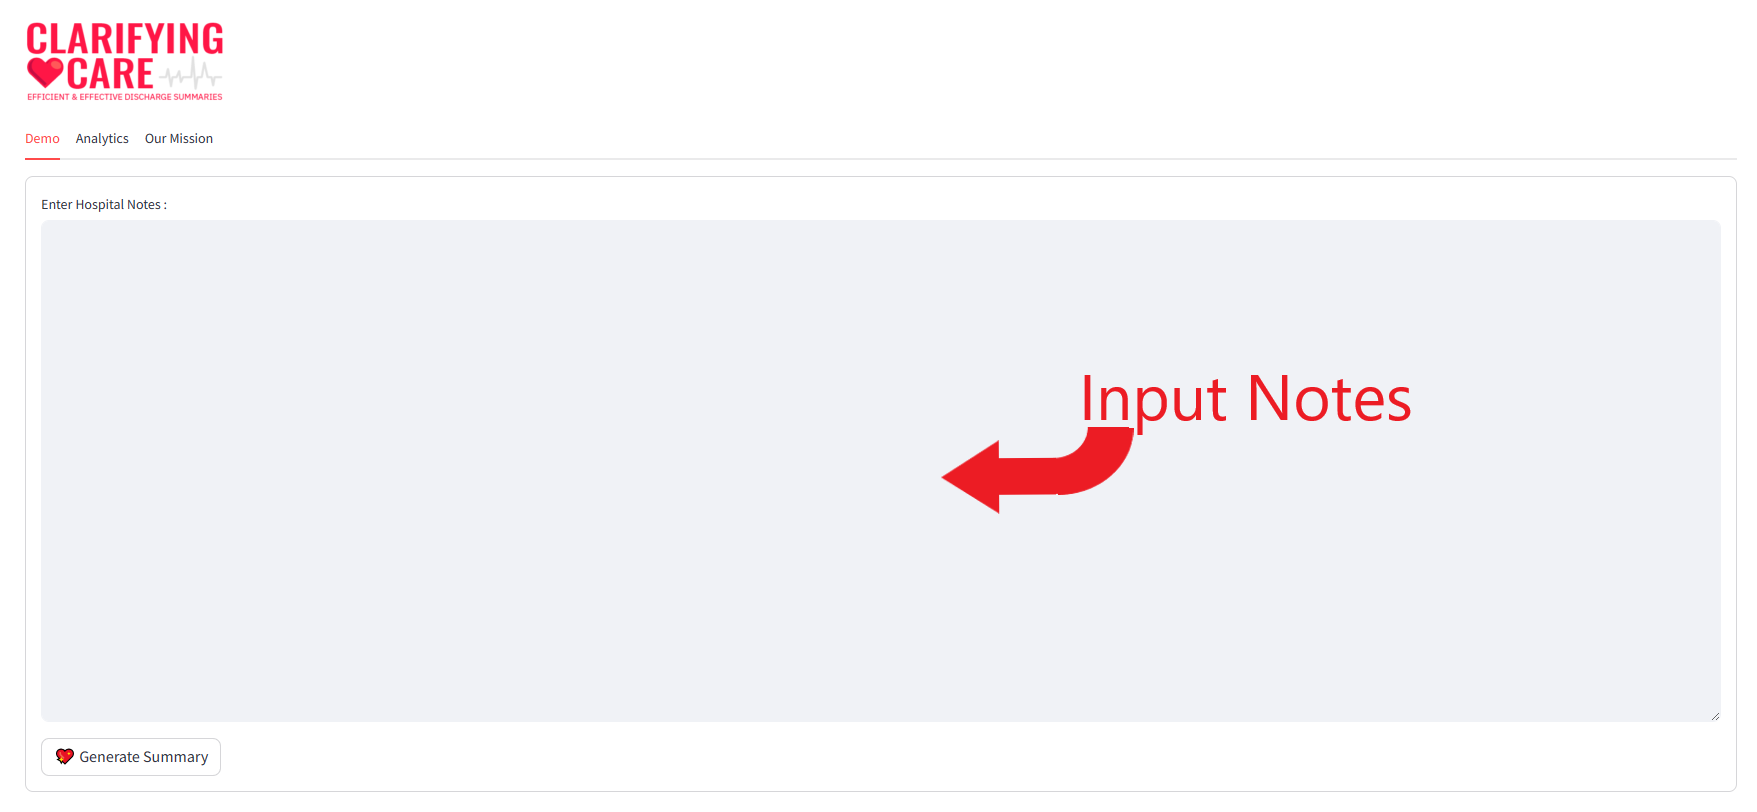 CLARIFYING
CARE
EFFICIENT & EFFECTIVE DISCHARGE SUMMARIES
Demo Analytics Our Mission
Enter Hospital Notes :
Input Notes
Generate Summary